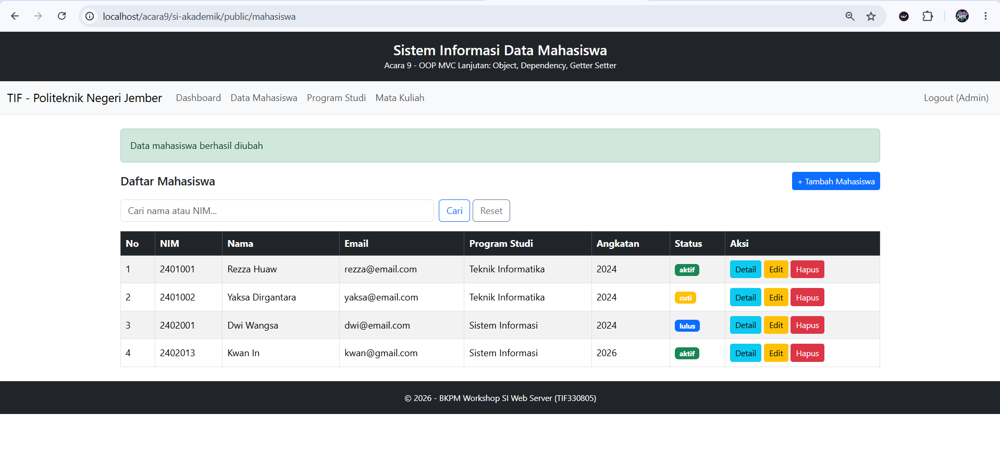 localhost/acara9/si-akademik/public/mahasiswa
Sistem Informasi Data Mahasiswa
Acara 9 - OOP MVC Lanjutan: Object, Dependency, Getter Setter
TIF - Politeknik Negeri Jember Dashboard Data Mahasiswa Program Studi Mata Kuliah Logout (Admin)
Data mahasiswa berhasil diubah
Daftar Mahasiswa + Tambah Mahasiswa
Cari nama atau NIM... Cari Reset
No NIM Nama Email Program Studi Angkatan Status Aksi
1 2401001 Rezza Huaw rezza@email.com Teknik Informatika 2024 aktif Detail Edit Hapus
2 2401002 Yaksa Dirgantara yaksa@email.com Teknik Informatika 2024 cuti Detail Edit Hapus
3 2402001 Dwi Wangsa dwi@email.com Sistem Informasi 2024 lulus Detail Edit Hapus
4 2402013 Kwan In kwan@gmail.com Sistem Informasi 2026 aktif Detail Edit Hapus
© 2026 - BKPM Workshop SI Web Server (TIF330805)